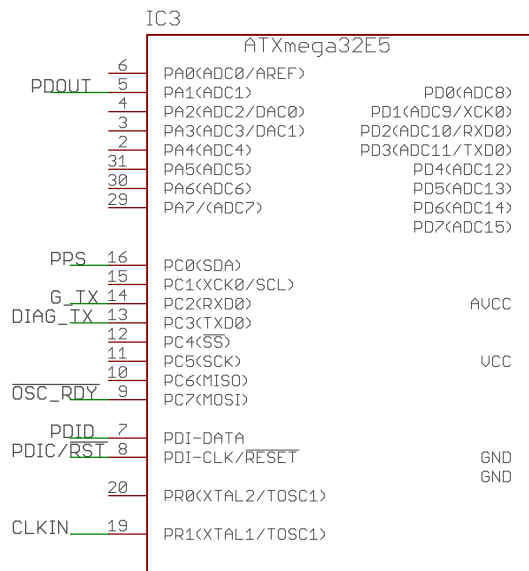 IC3
ATXmega32E5
6 PA0(ADC0/AREF)
PDOUT 5 PA1(ADC1) PD0(ADC8)
4 PA2(ADC2/DAC0) PD1(ADC9/XCK0)
3 PA3(ADC3/DAC1) PD2(ADC10/RXD0)
2 PA4(ADC4) PD3(ADC11/TXD0)
31 PA5(ADC5) PD4(ADC12)
30 PA6(ADC6) PD5(ADC13)
29 PA7/(ADC7) PD6(ADC14)
PD7(ADC15)
PPS 16 PC0(SDA)
15 PC1(XCK0/SCL)
G_TX 14 PC2(RXD0) AVCC
DIAG_TX 13 PC3(TXD0)
12 PC4(SS)
11 PC5(SCK) VCC
10 PC6(MISO)
OSC_RDY 9 PC7(MOSI)
PDID 7 PDI-DATA
PDIC/RST 8 PDI-CLK/RESET GND
GND
20 PR0(XTAL2/TOSC1)
CLKIN 19 PR1(XTAL1/TOSC1)